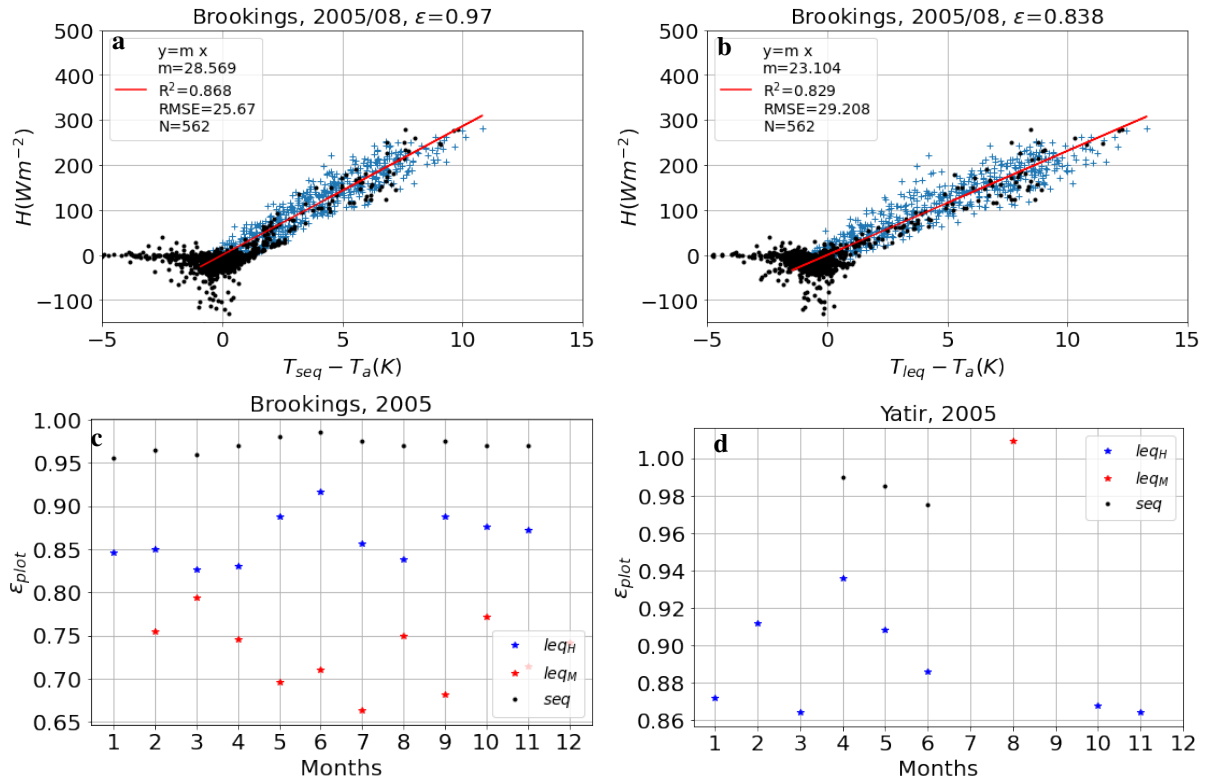 Brookings, 2005/08, ε=0.97
a
y=m x
m=28.569
R²=0.868
RMSE=25.67
N=562
500
400
300
200
100
0
−100
H(Wm⁻²)
−5 0 5 10 15
T_seq − T_a(K)
Brookings, 2005/08, ε=0.838
b
y=m x
m=23.104
R²=0.829
RMSE=29.208
N=562
500
400
300
200
100
0
−100
H(Wm⁻²)
−5 0 5 10 15
T_leq − T_a(K)
Brookings, 2005
c
1.00
0.95
0.90
0.85
0.80
0.75
0.70
0.65
ε_plot
leq_H
leq_M
seq
1 2 3 4 5 6 7 8 9 10 11 12
Months
Yatir, 2005
d
1.00
0.98
0.96
0.94
0.92
0.90
0.88
0.86
ε_plot
leq_H
leq_M
seq
1 2 3 4 5 6 7 8 9 10 11 12
Months